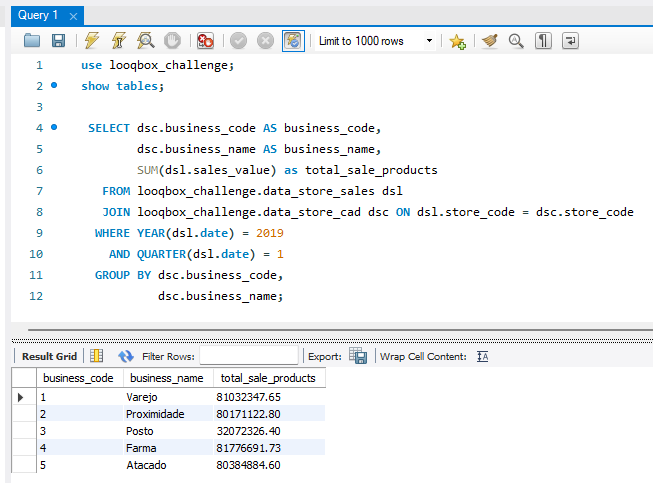 Query 1
Limit to 1000 rows
1 use looqbox_challenge;
2 show tables;
3
4 SELECT dsc.business_code AS business_code,
5 dsc.business_name AS business_name,
6 SUM(dsl.sales_value) as total_sale_products
7 FROM looqbox_challenge.data_store_sales dsl
8 JOIN looqbox_challenge.data_store_cad dsc ON dsl.store_code = dsc.store_code
9 WHERE YEAR(dsl.date) = 2019
10 AND QUARTER(dsl.date) = 1
11 GROUP BY dsc.business_code,
12 dsc.business_name;
Result Grid Filter Rows: Export: Wrap Cell Content: IA
business_code business_name total_sale_products
1 Varejo 81032347.65
2 Proximidade 80171122.80
3 Posto 32072326.40
4 Farma 81776691.73
5 Atacado 80384884.60